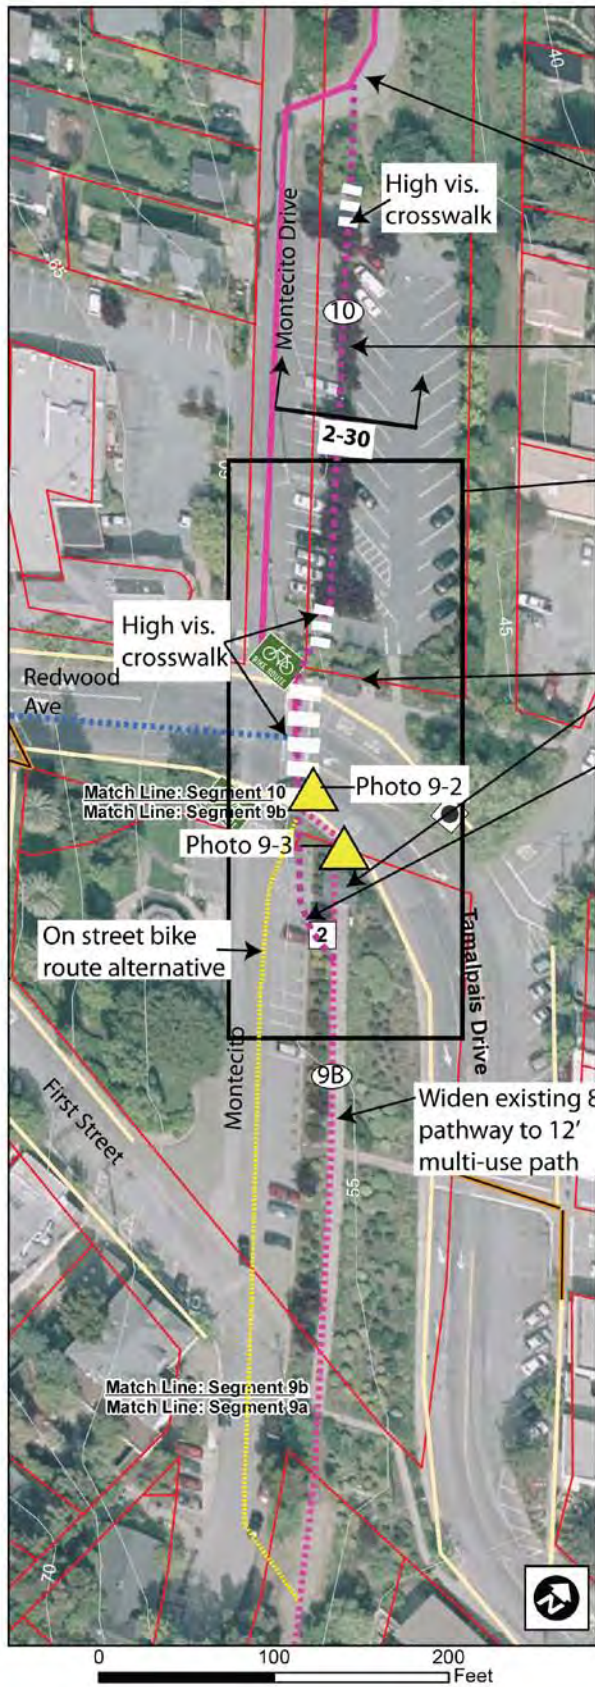 40
High vis.
crosswalk
Montecito Drive
65
10
2-30
60
45
High vis.
crosswalk
BIKE ROUTE
Redwood
Ave
Match Line: Segment 10
Match Line: Segment 9b
Photo 9-2
Photo 9-3
2
On street bike
route alternative
Tamalpais Drive
Montecito
9B
First Street
Widen existing 8
pathway to 12'
multi-use path
55
Match Line: Segment 9b
Match Line: Segment 9a
70
N
0 100 200
Feet